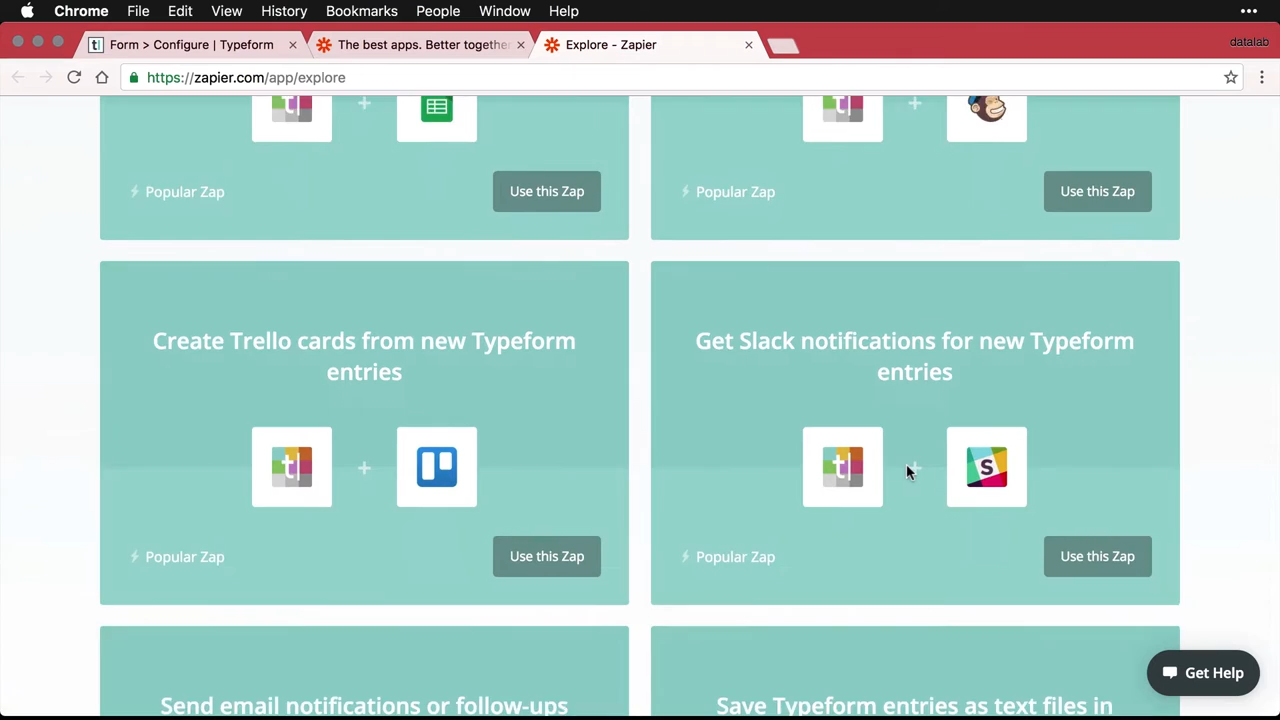 Chrome File Edit View History Bookmarks People Window Help
Form > Configure | Typeform
The best apps. Better together
Explore - Zapier
datalab
https://zapier.com/app/explore
Popular Zap
Use this Zap
Popular Zap
Use this Zap
Create Trello cards from new Typeform
entries
Popular Zap
Use this Zap
Get Slack notifications for new Typeform
entries
Popular Zap
Use this Zap
Send email notifications or follow-ups
Save Typeform entries as text files in
Get Help